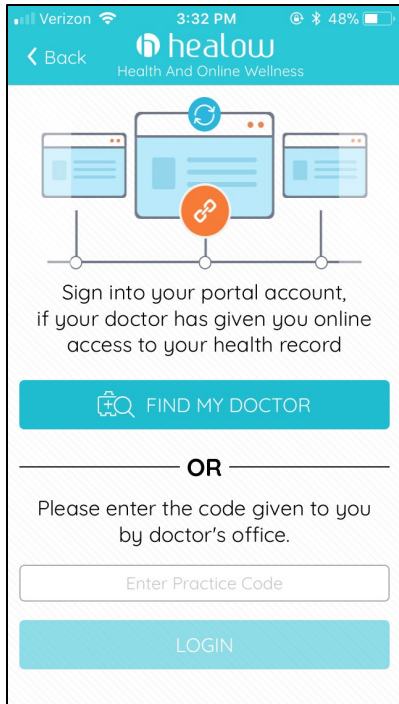 Verizon 3:32 PM 48%
Back
healow
Health And Online Wellness
Sign into your portal account,
if your doctor has given you online
access to your health record
FIND MY DOCTOR
OR
Please enter the code given to you
by doctor's office.
Enter Practice Code
LOGIN